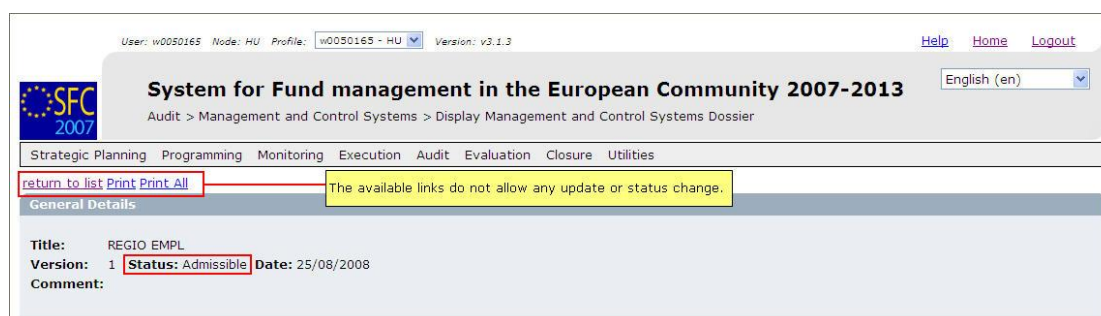 User: w0050165 Node: HU Profile: w0050165 - HU Version: v3.1.3
Help Home Logout
English (en)
SFC
2007
System for Fund management in the European Community 2007-2013
Audit > Management and Control Systems > Display Management and Control Systems Dossier
Strategic Planning Programming Monitoring Execution Audit Evaluation Closure Utilities
return to list Print Print All
The available links do not allow any update or status change.
General Details
Title: REGIO EMPL
Version: 1 Status: Admissible Date: 25/08/2008
Comment: